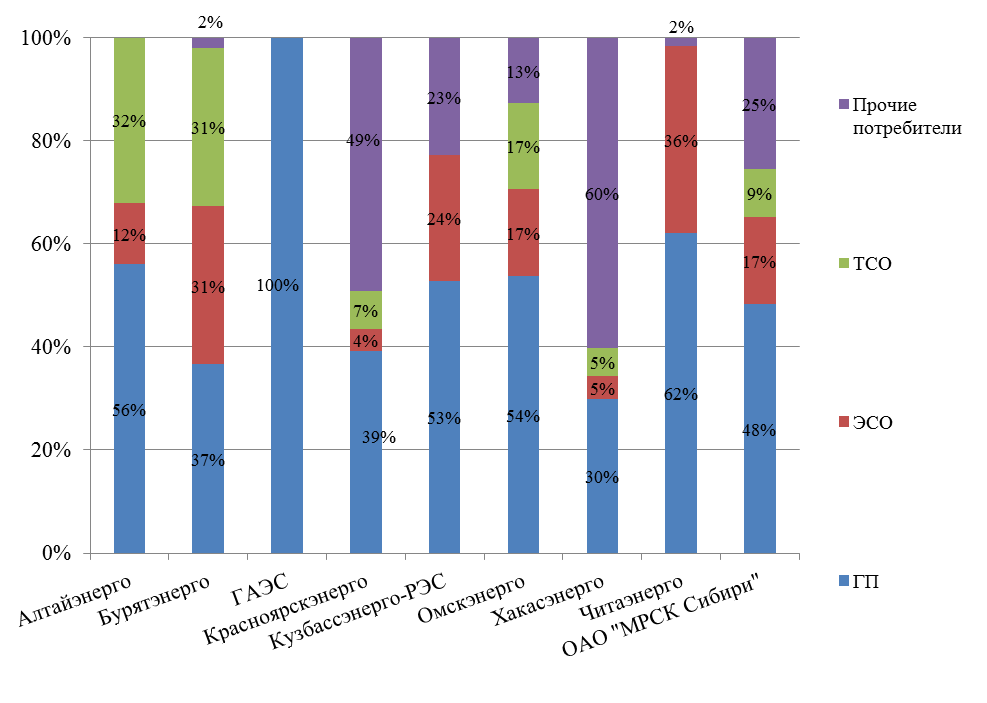 2%
2%
100%
80%
60%
40%
20%
0%
32%
12%
56%
31%
31%
37%
100%
49%
7%
4%
39%
23%
24%
53%
13%
17%
17%
54%
60%
5%
5%
30%
36%
62%
25%
9%
17%
48%
Алтайэнерго
Бурятэнерго
ГАЭС
Красноярскэнерго
Кузбассэнерго-РЭС
Омскэнерго
Хакасэнерго
Читаэнерго
ОАО "МРСК Сибири"
Прочие
потребители
ТСО
ЭСО
ГП